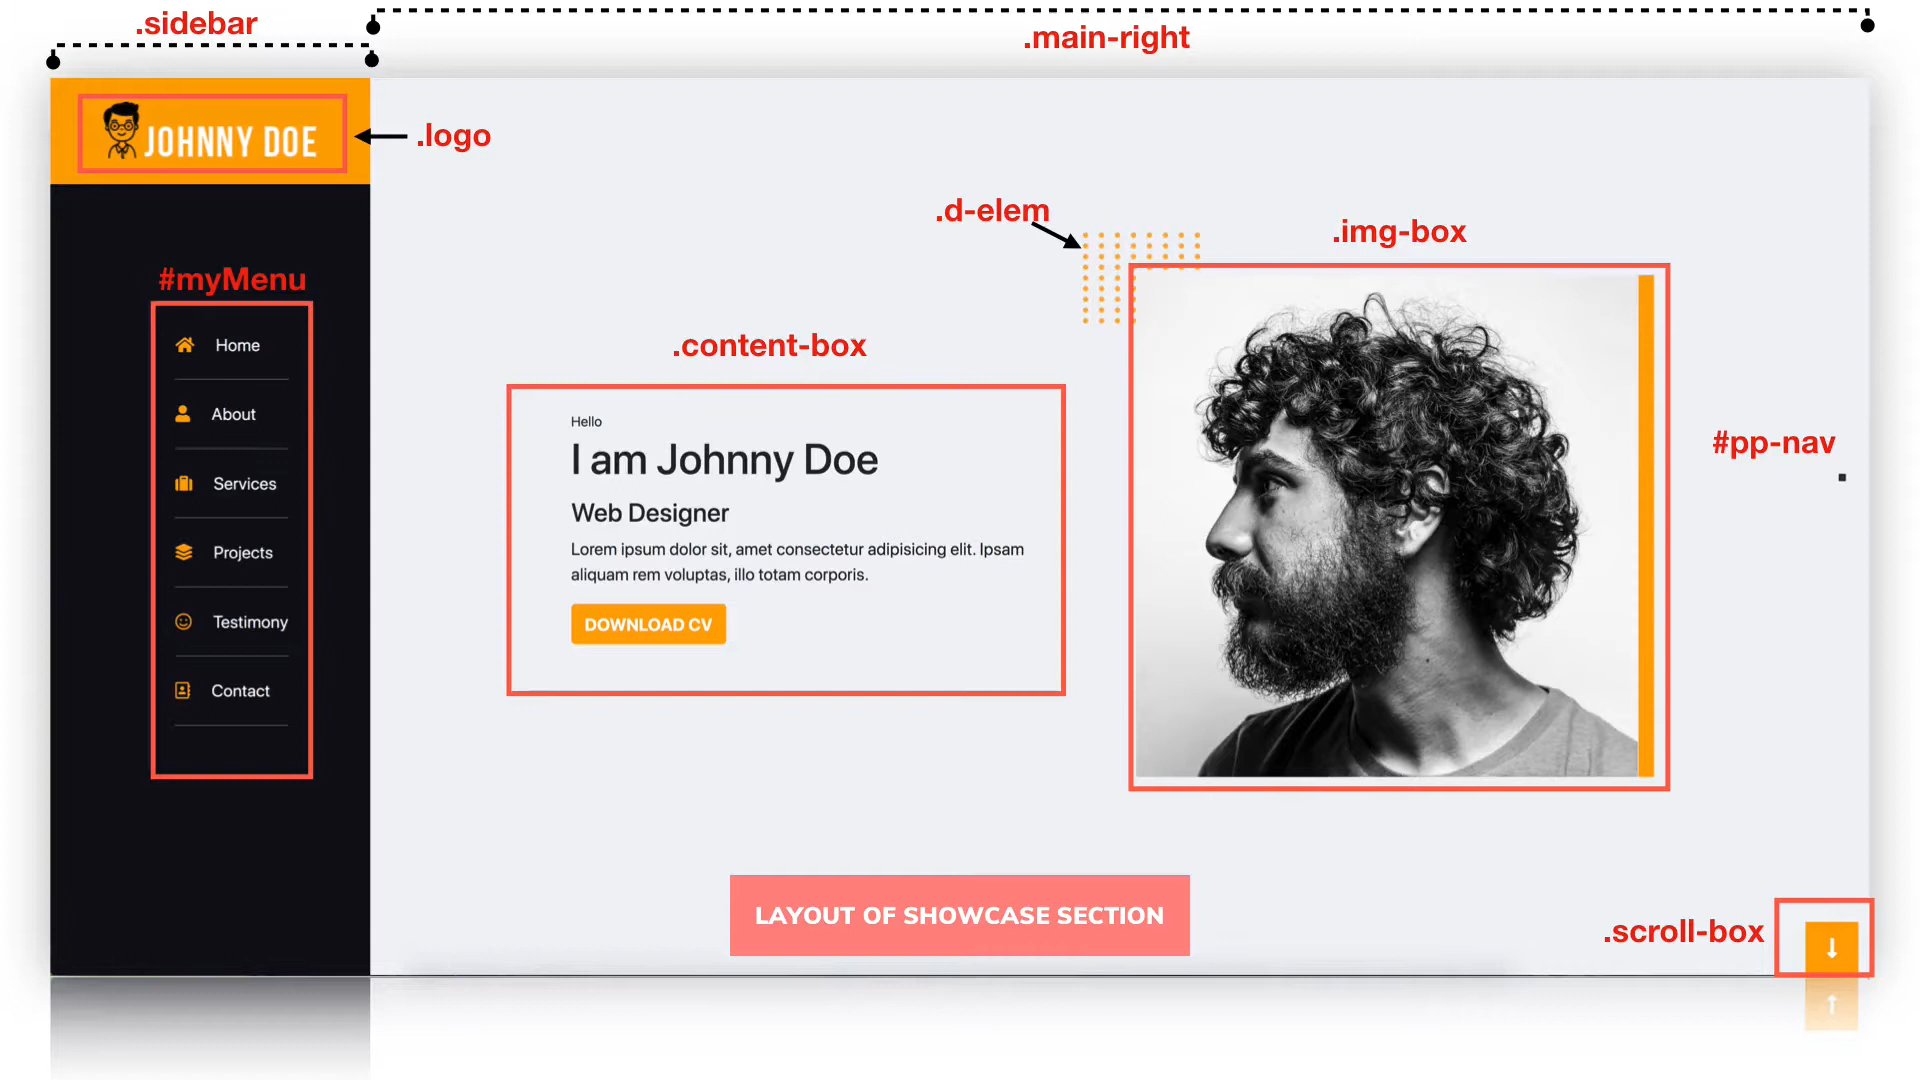 .sidebar
.main-right
JOHNNY DOE
.logo
.d-elem
.img-box
#myMenu
Home
About
Services
Projects
Testimony
Contact
.content-box
Hello
I am Johnny Doe
Web Designer
Lorem ipsum dolor sit, amet consectetur adipisicing elit. Ipsam
aliquam rem voluptas, illo totam corporis.
DOWNLOAD CV
#pp-nav
LAYOUT OF SHOWCASE SECTION
.scroll-box